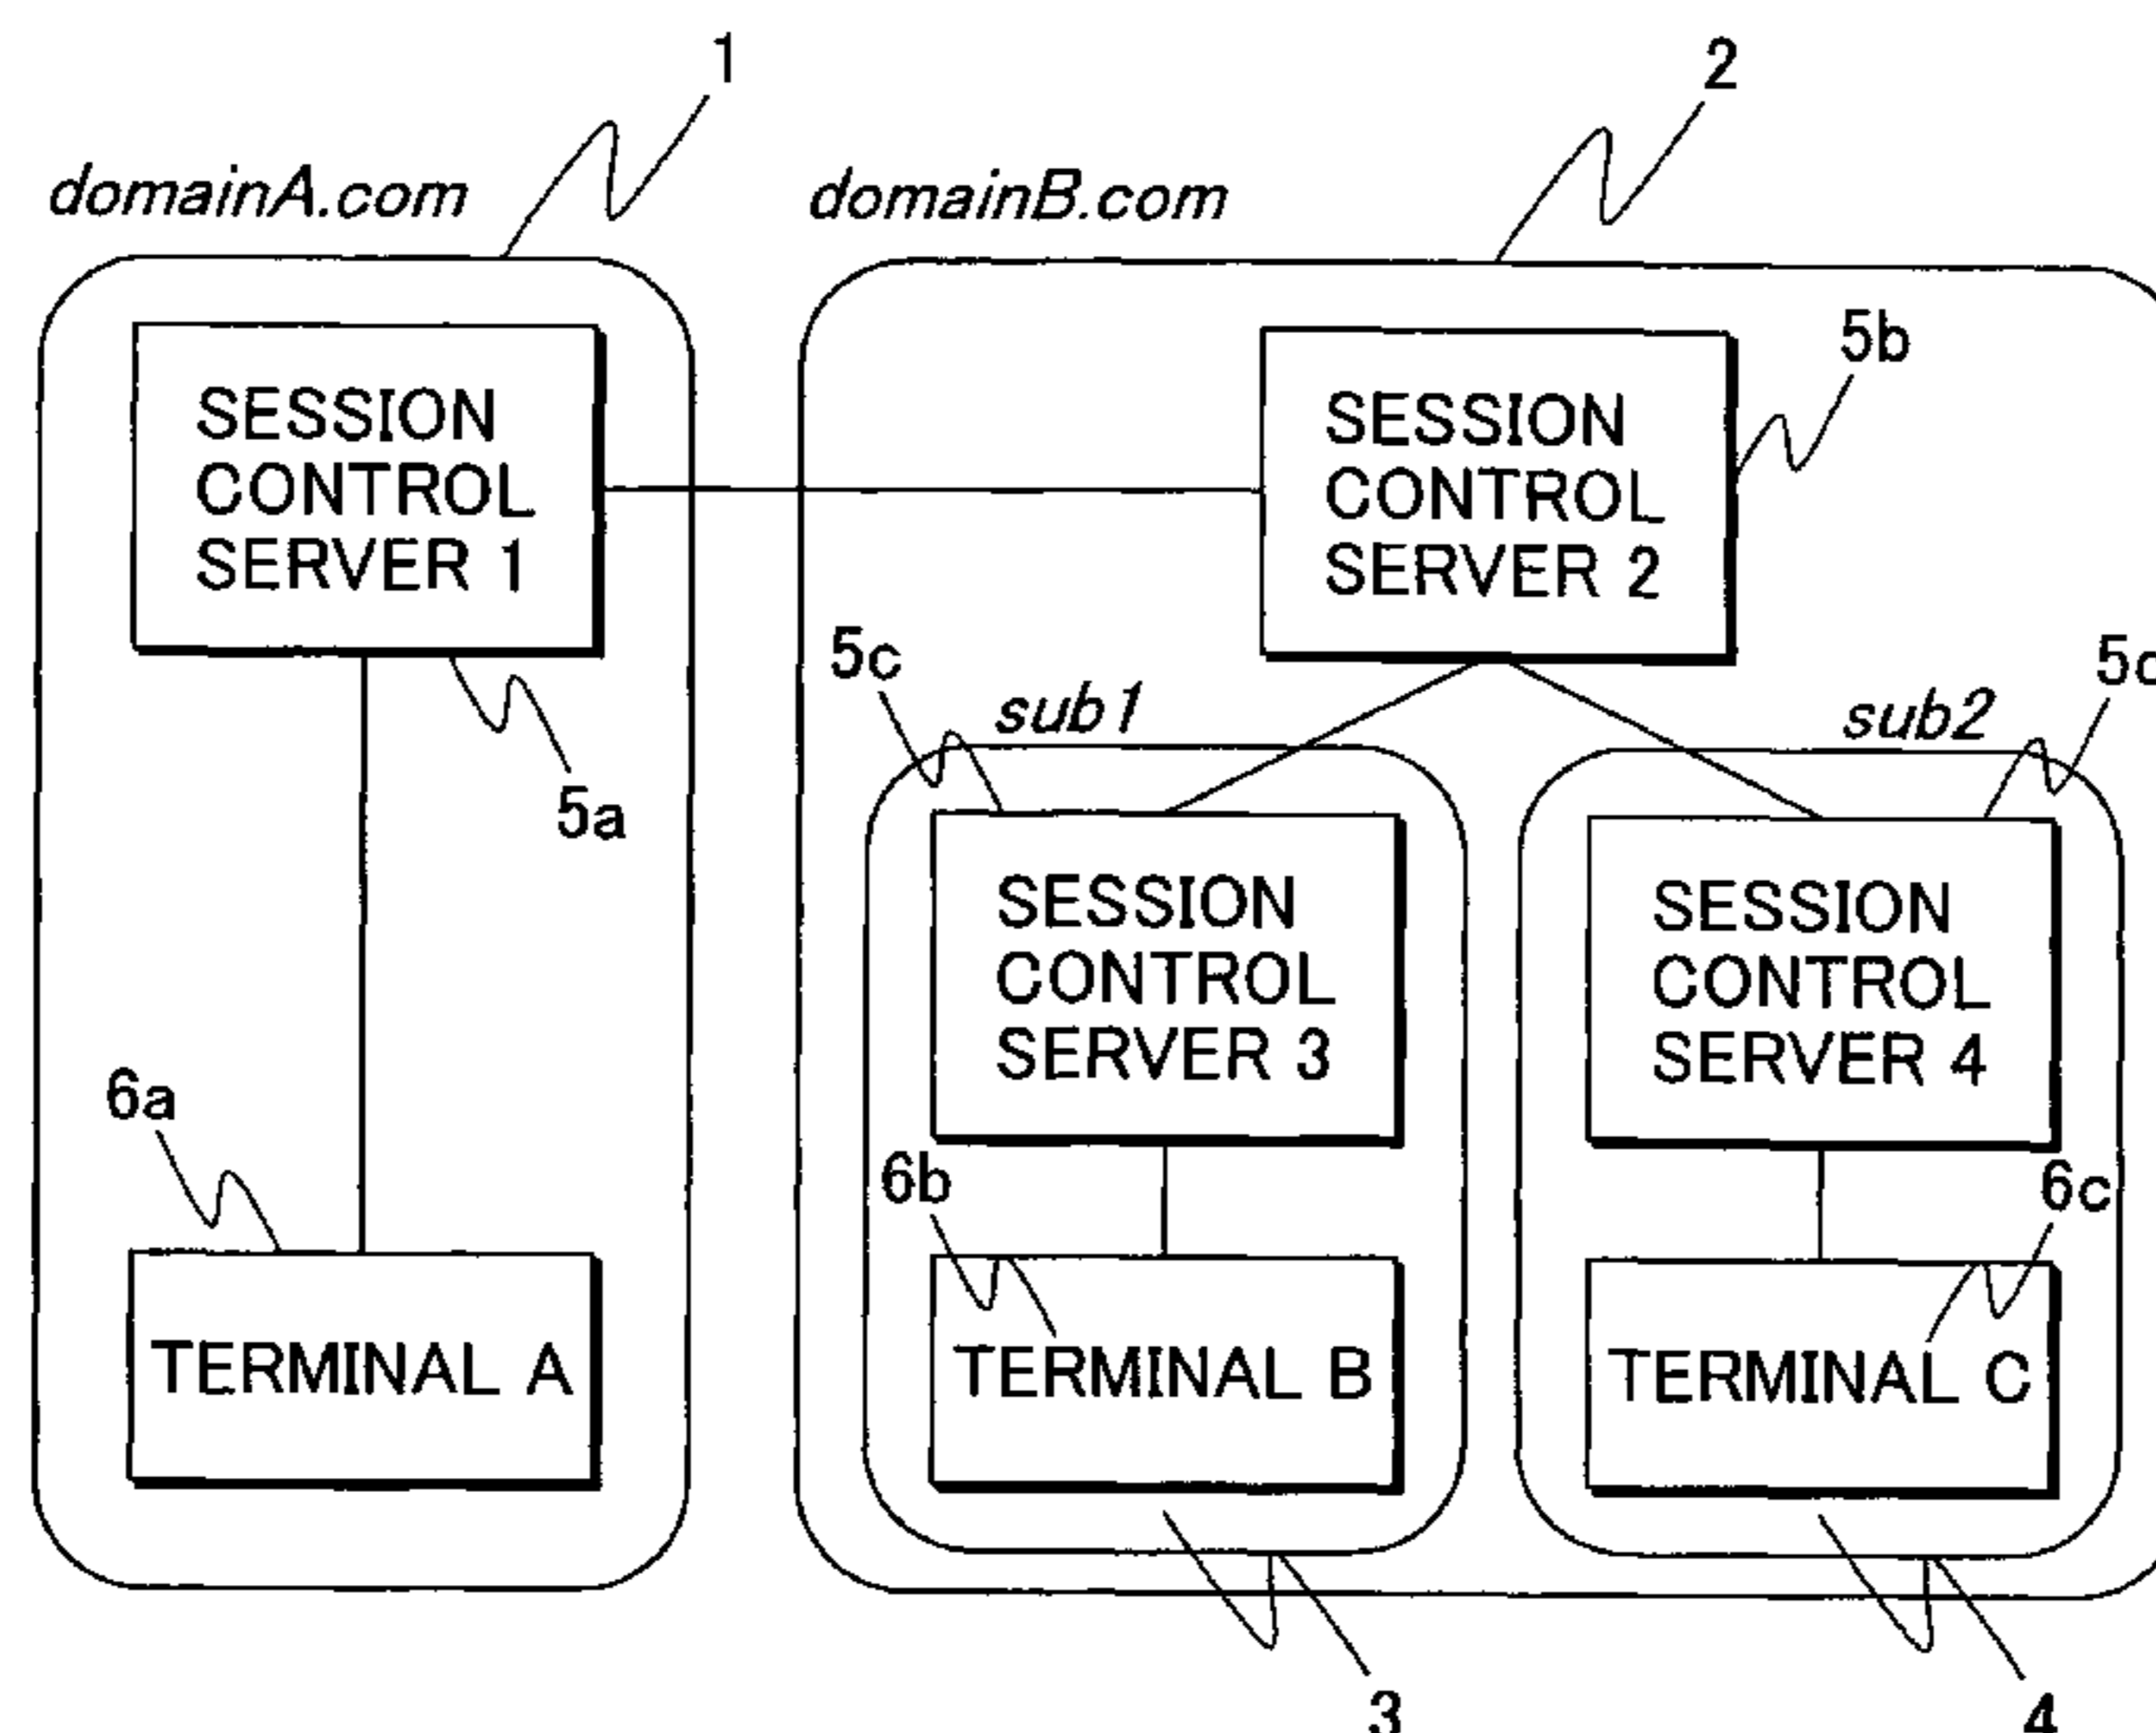 1
2
domainA.com
domainB.com
SESSION
CONTROL
SERVER 1
5a
SESSION
CONTROL
SERVER 2
5b
5c
sub1
sub2
SESSION
CONTROL
SERVER 3
SESSION
CONTROL
SERVER 4
6a
6b
6c
TERMINAL A
TERMINAL B
TERMINAL C
3
4